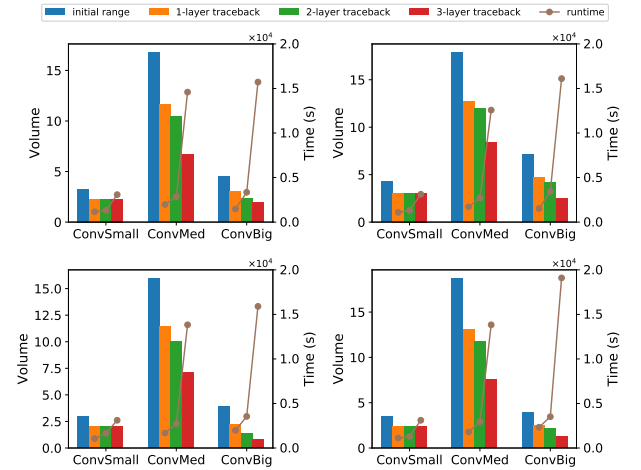 initial range 1-layer traceback 2-layer traceback 3-layer traceback runtime
×10⁴ ×10⁴
Volume 15 10 5 0 2.0 1.5 1.0 0.5 0.0 Time (s)
Volume 15 10 5 0 2.0 1.5 1.0 0.5 0.0 Time (s)
ConvSmall ConvMed ConvBig ConvSmall ConvMed ConvBig
×10⁴ ×10⁴
Volume 15.0 12.5 10.0 7.5 5.0 2.5 0.0 2.0 1.5 1.0 0.5 0.0 Time (s)
Volume 15 10 5 0 2.0 1.5 1.0 0.5 0.0 Time (s)
ConvSmall ConvMed ConvBig ConvSmall ConvMed ConvBig